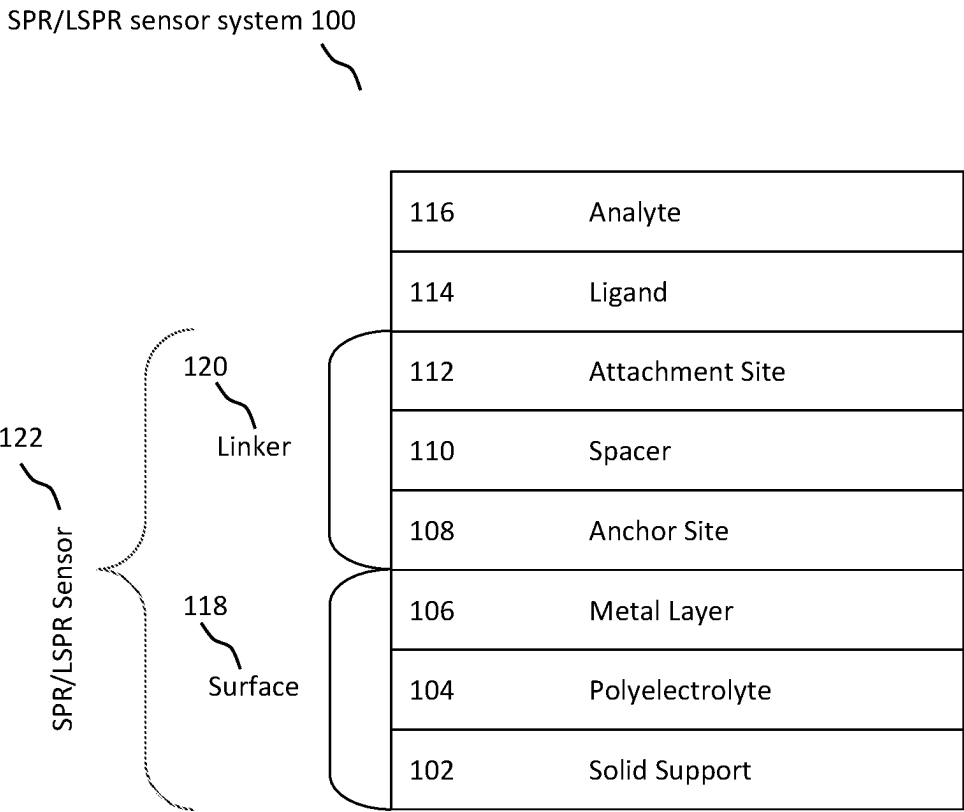 SPR/LSPR sensor system 100
116 Analyte
114 Ligand
120
Linker
112 Attachment Site
110 Spacer
108 Anchor Site
122
SPR/LSPR Sensor
118
Surface
106 Metal Layer
104 Polyelectrolyte
102 Solid Support